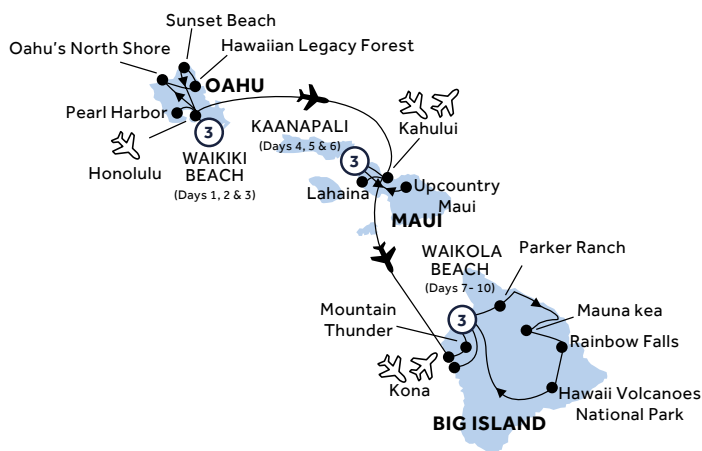 Sunset Beach
Oahu's North Shore
Hawaiian Legacy Forest
OAHU
Pearl Harbor
3
Honolulu
WAIKIKI
BEACH
(Days 1, 2 & 3)
KAANAPALI
(Days 4, 5 & 6)
3
Kahului
Lahaina
Upcountry
Maui
MAUI
WAIKOLA
BEACH
(Days 7- 10)
Parker Ranch
Mountain
Thunder
3
Mauna kea
Rainbow Falls
Kona
Hawaii Volcanoes
National Park
BIG ISLAND